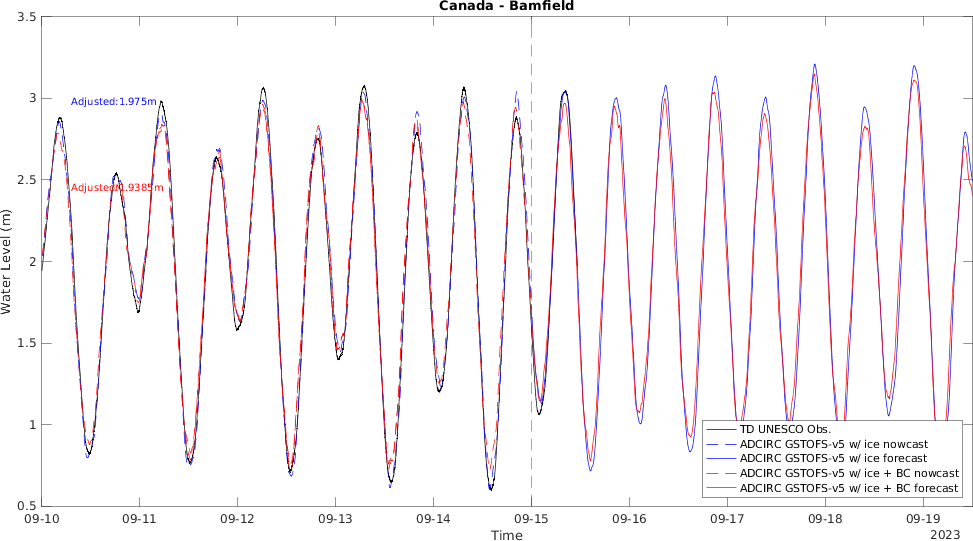 Canada - Bamfield
3.5
3
2.5
2
1.5
1
0.5
Water Level (m)
Adjusted:1.975m
Adjusted:1.9385m
TD UNESCO Obs.
ADCIRC GSTOFS-v5 w/ ice nowcast
ADCIRC GSTOFS-v5 w/ ice forecast
ADCIRC GSTOFS-v5 w/ ice + BC nowcast
ADCIRC GSTOFS-v5 w/ ice + BC forecast
09-10 09-11 09-12 09-13 09-14 09-15 09-16 09-17 09-18 09-19
Time
2023